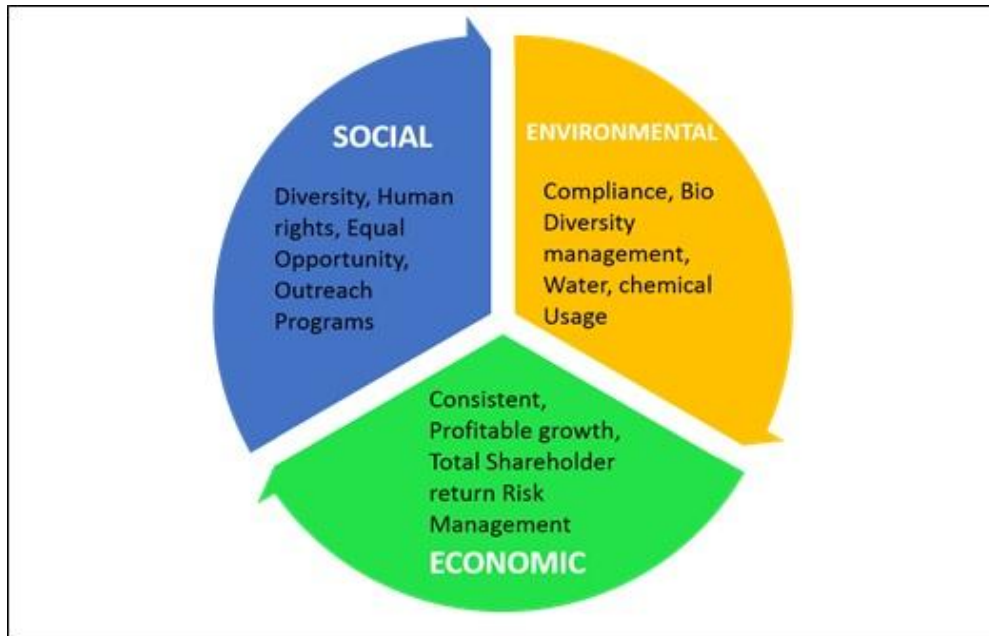 SOCIAL
Diversity, Human
rights, Equal
Opportunity,
Outreach
Programs
ENVIRONMENTAL
Compliance, Bio
Diversity
management,
Water, chemical
Usage
Consistent,
Profitable growth,
Total Shareholder
return Risk
Management
ECONOMIC